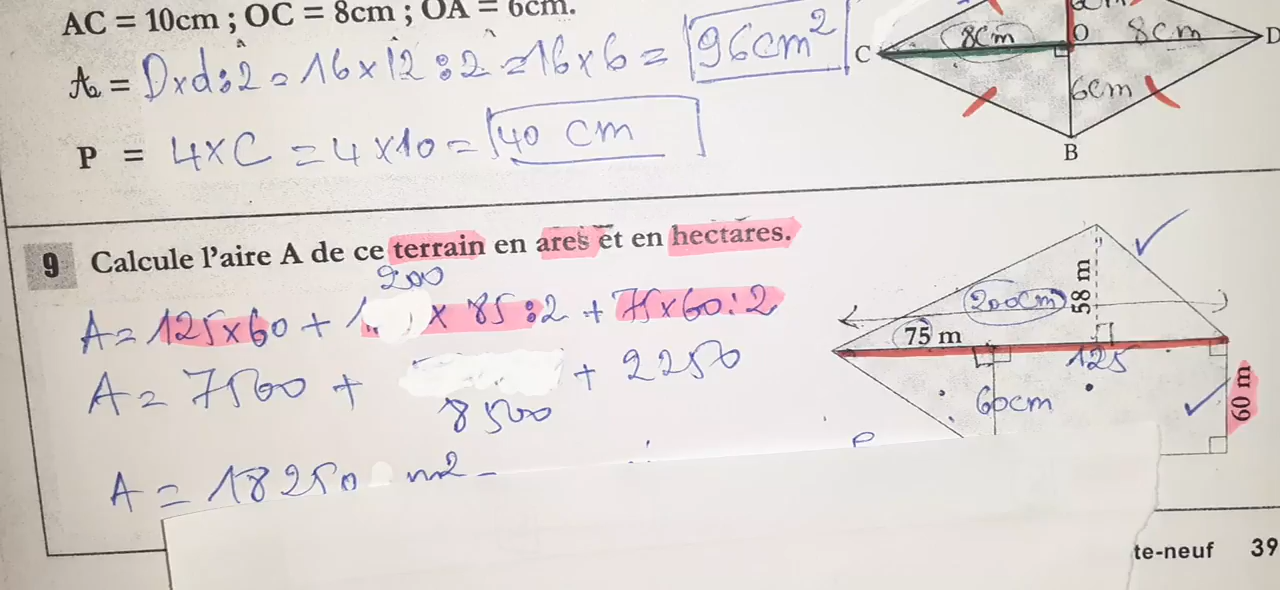 AC = 10cm ; OC = 8cm ; OA = 6cm.
A = D x d : 2 = 16 x 12 : 2 = 16 x 6 = 96cm²
P = 4 x C = 4 x 10 = 40 cm
C
8cm
O
8cm
D
6cm
B
9 Calcule l'aire A de ce terrain en ares et en hectares.
200
A = 125 x 60 + x 85 : 2 + 75 x 60 : 2
A = 7500 + 8500 + 2250
A = 18250 m2
200cm
58 m
75 m
125
60cm
60 m
te-neuf 39